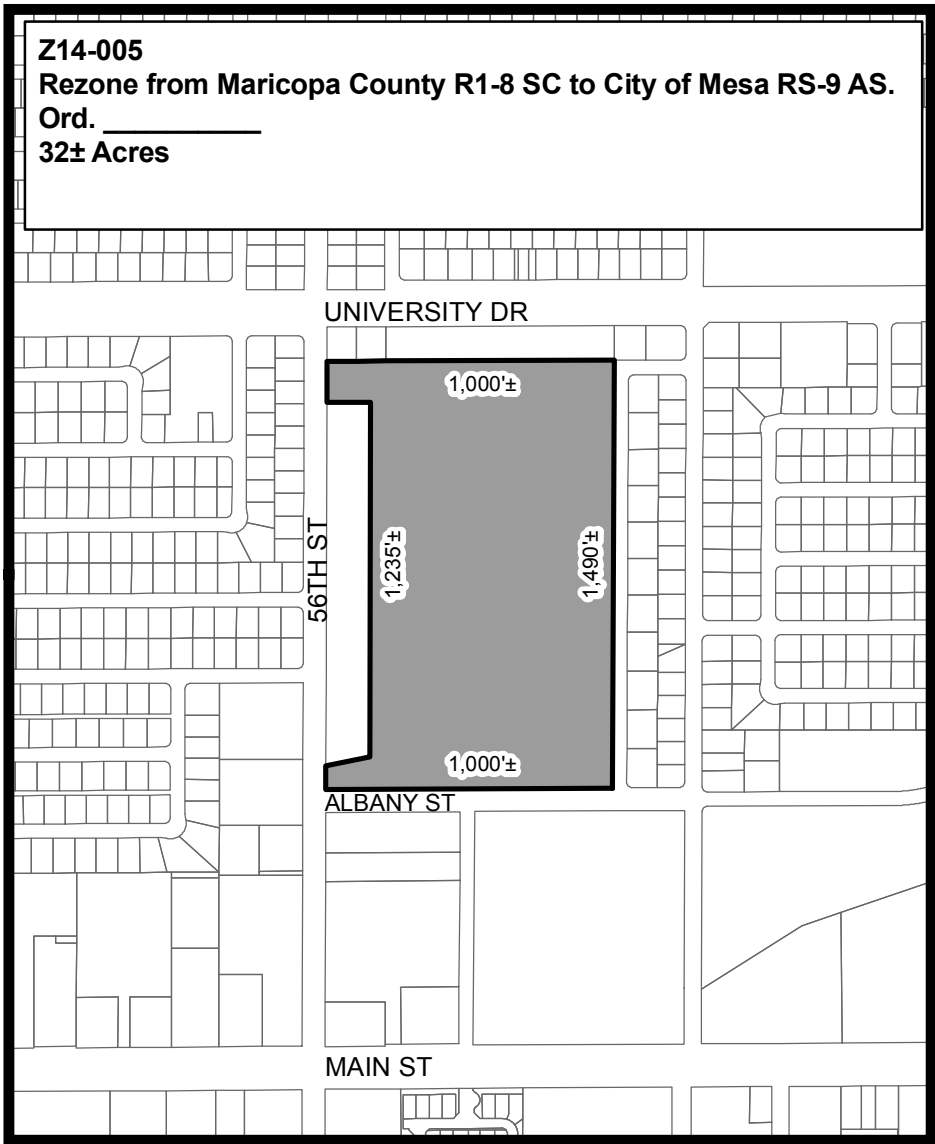 Z14-005
Rezone from Maricopa County R1-8 SC to City of Mesa RS-9 AS.
Ord. __________
32± Acres
UNIVERSITY DR
1,000'±
56TH ST
1,235'±
1,490'±
1,000'±
ALBANY ST
MAIN ST